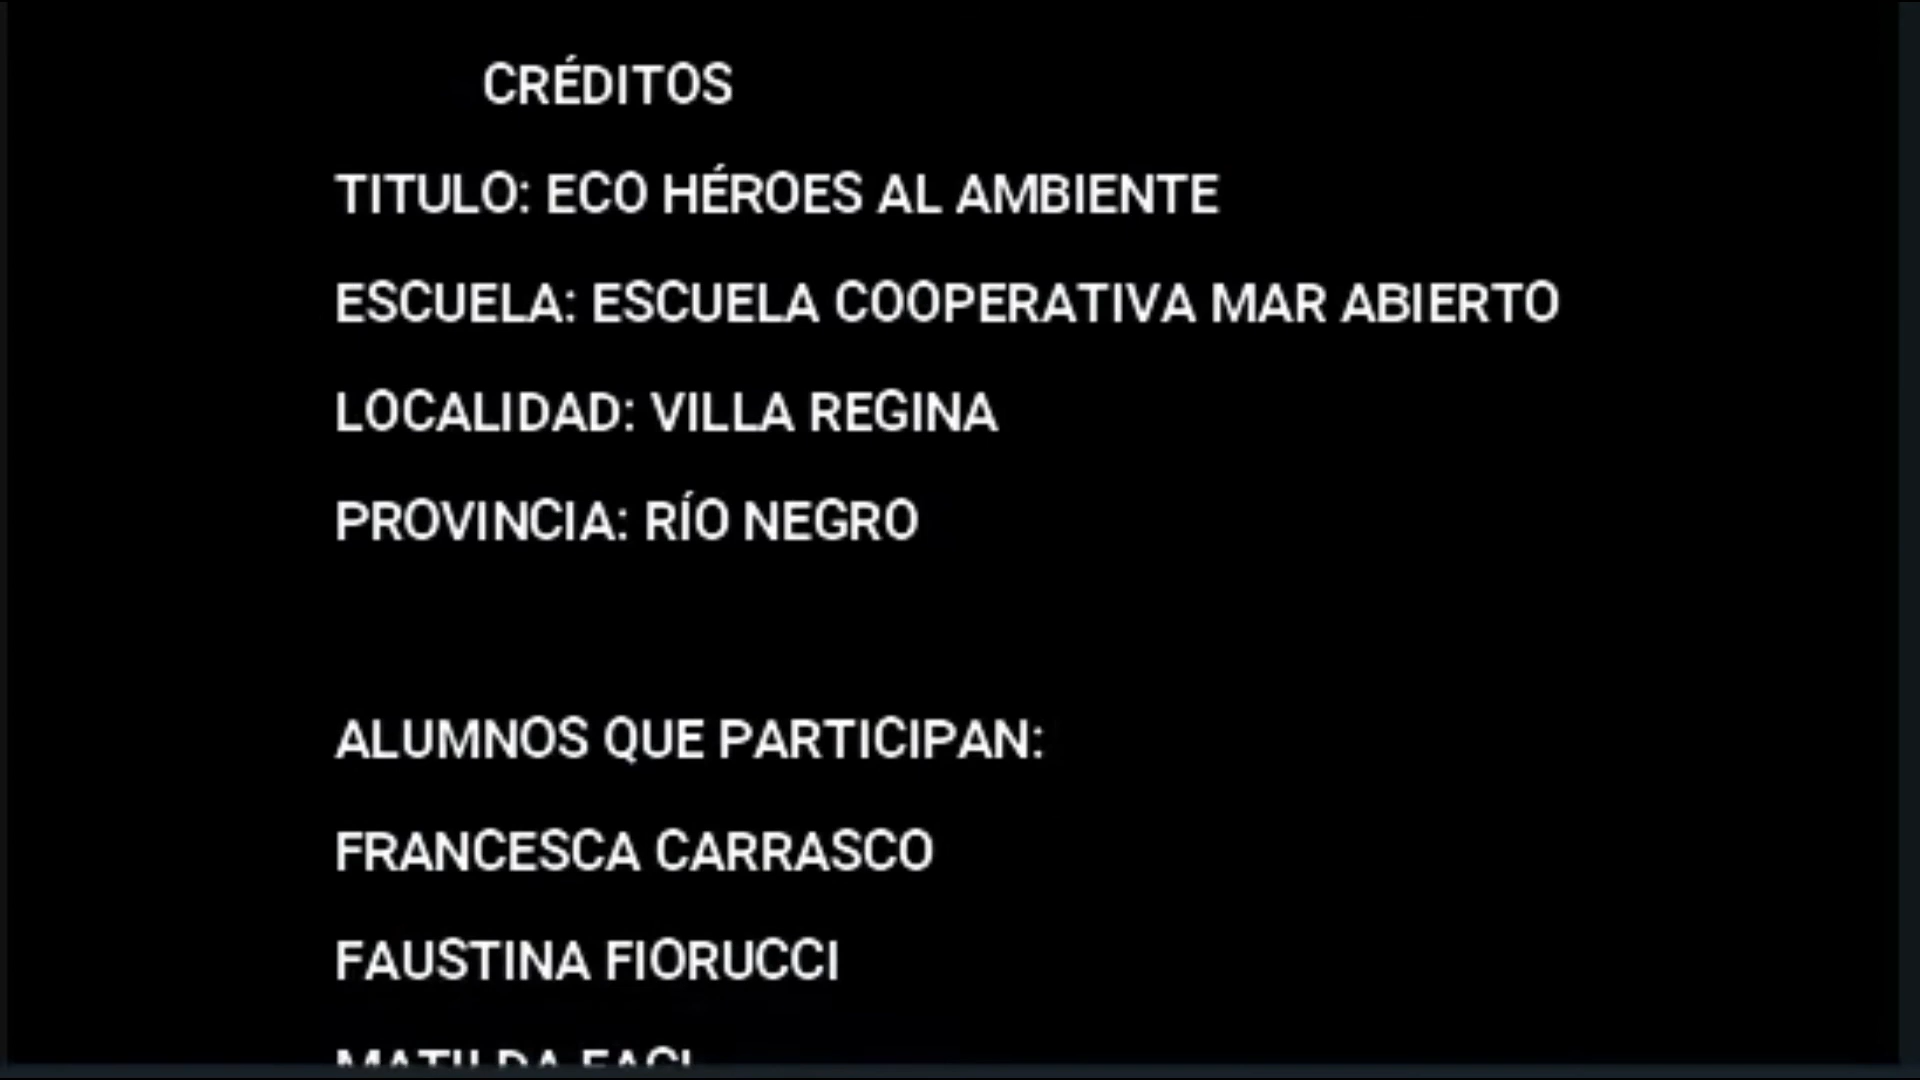 CRÉDITOS
TITULO: ECO HÉROES AL AMBIENTE
ESCUELA: ESCUELA COOPERATIVA MAR ABIERTO
LOCALIDAD: VILLA REGINA
PROVINCIA: RÍO NEGRO
ALUMNOS QUE PARTICIPAN:
FRANCESCA CARRASCO
FAUSTINA FIORUCCI
MATILDA